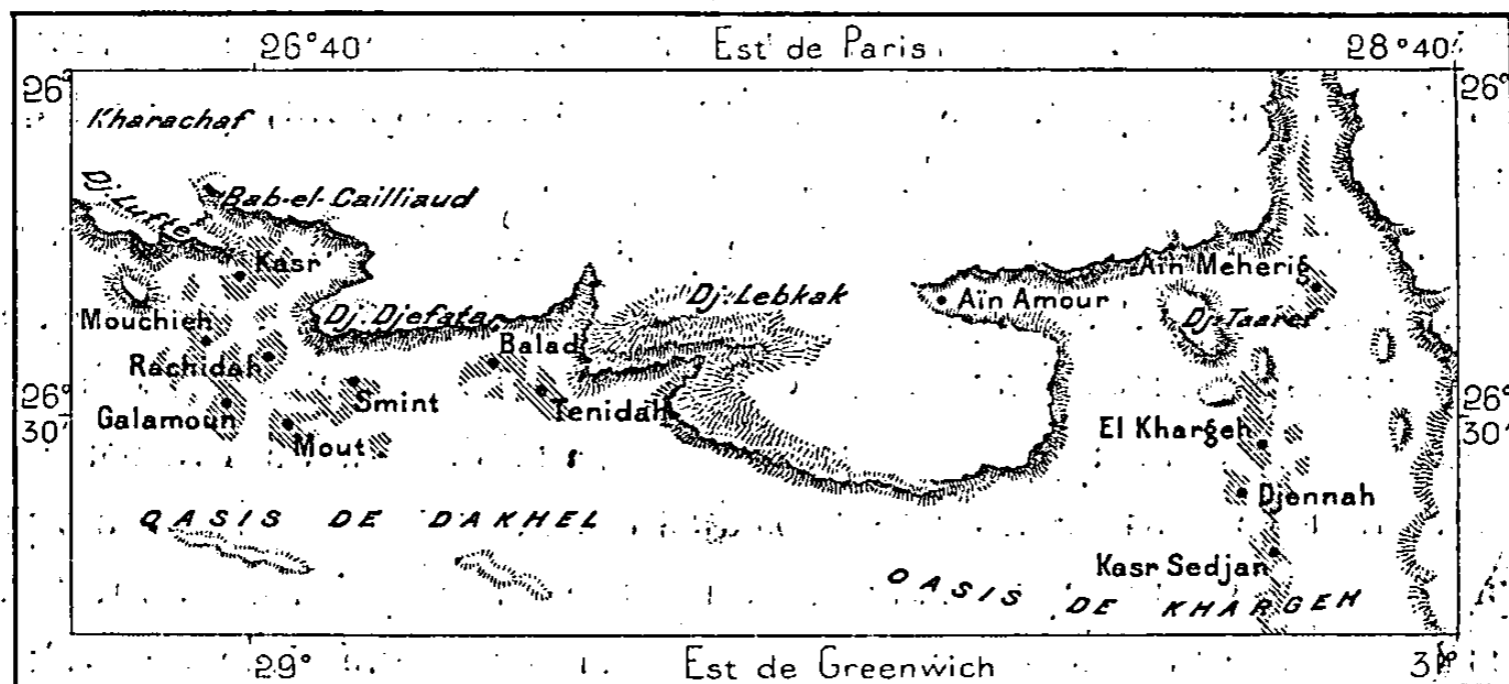 26°40' Est de Paris 28°40'
26° 26°
Kharachaf
Dj. Lufte
Bab-el-Cailliaud
Kasr
Aïn Meherig
Dj. Lebkak
Aïn Amour
Mouchieh
Dj. Djefatar
Dj. Taaref
Balad
Rachidah
Smint
Tenidah
26° 30' 26° 30'
Galamoun
El Khargeh
Mout
Djennah
OASIS DE DAKHEL
Kasr Sedjan
OASIS DE KHARGEH
29° Est de Greenwich